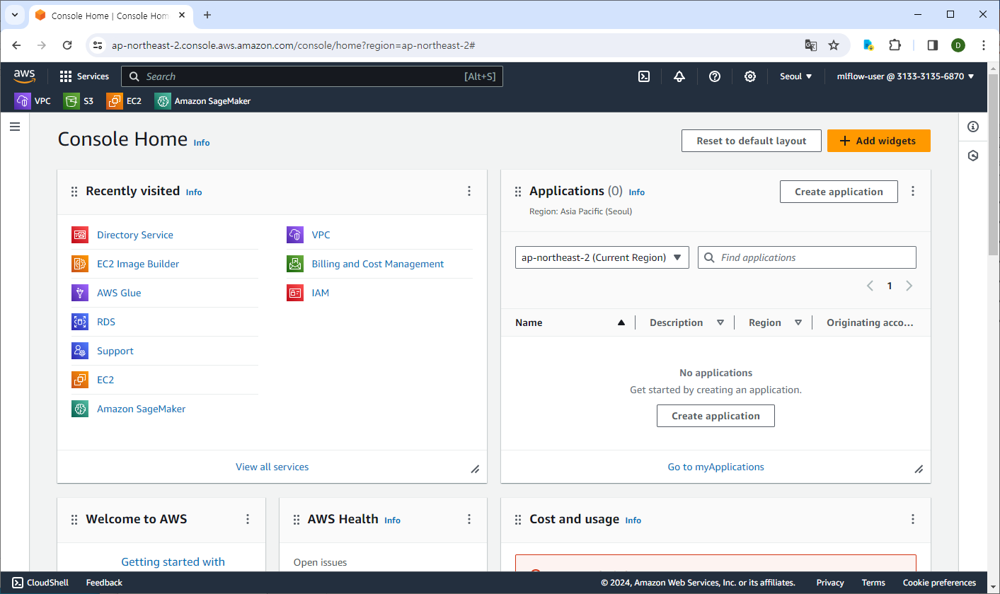 Console Home | Console Hom
ap-northeast-2.console.aws.amazon.com/console/home?region=ap-northeast-2#
D
aws
Services
Search
[Alt+S]
Seoul
mlflow-user @ 3133-3135-6870
VPC
S3
EC2
Amazon SageMaker
Console Home Info
Reset to default layout
Add widgets
Recently visited Info
Directory Service
EC2 Image Builder
AWS Glue
RDS
Support
EC2
Amazon SageMaker
VPC
Billing and Cost Management
IAM
View all services
Applications (0) Info
Region: Asia Pacific (Seoul)
Create application
ap-northeast-2 (Current Region)
Find applications
1
Name
Description
Region
Originating acco...
No applications
Get started by creating an application.
Create application
Go to myApplications
Welcome to AWS
Getting started with
AWS Health Info
Open issues
Cost and usage Info
CloudShell
Feedback
© 2024, Amazon Web Services, Inc. or its affiliates.
Privacy
Terms
Cookie preferences